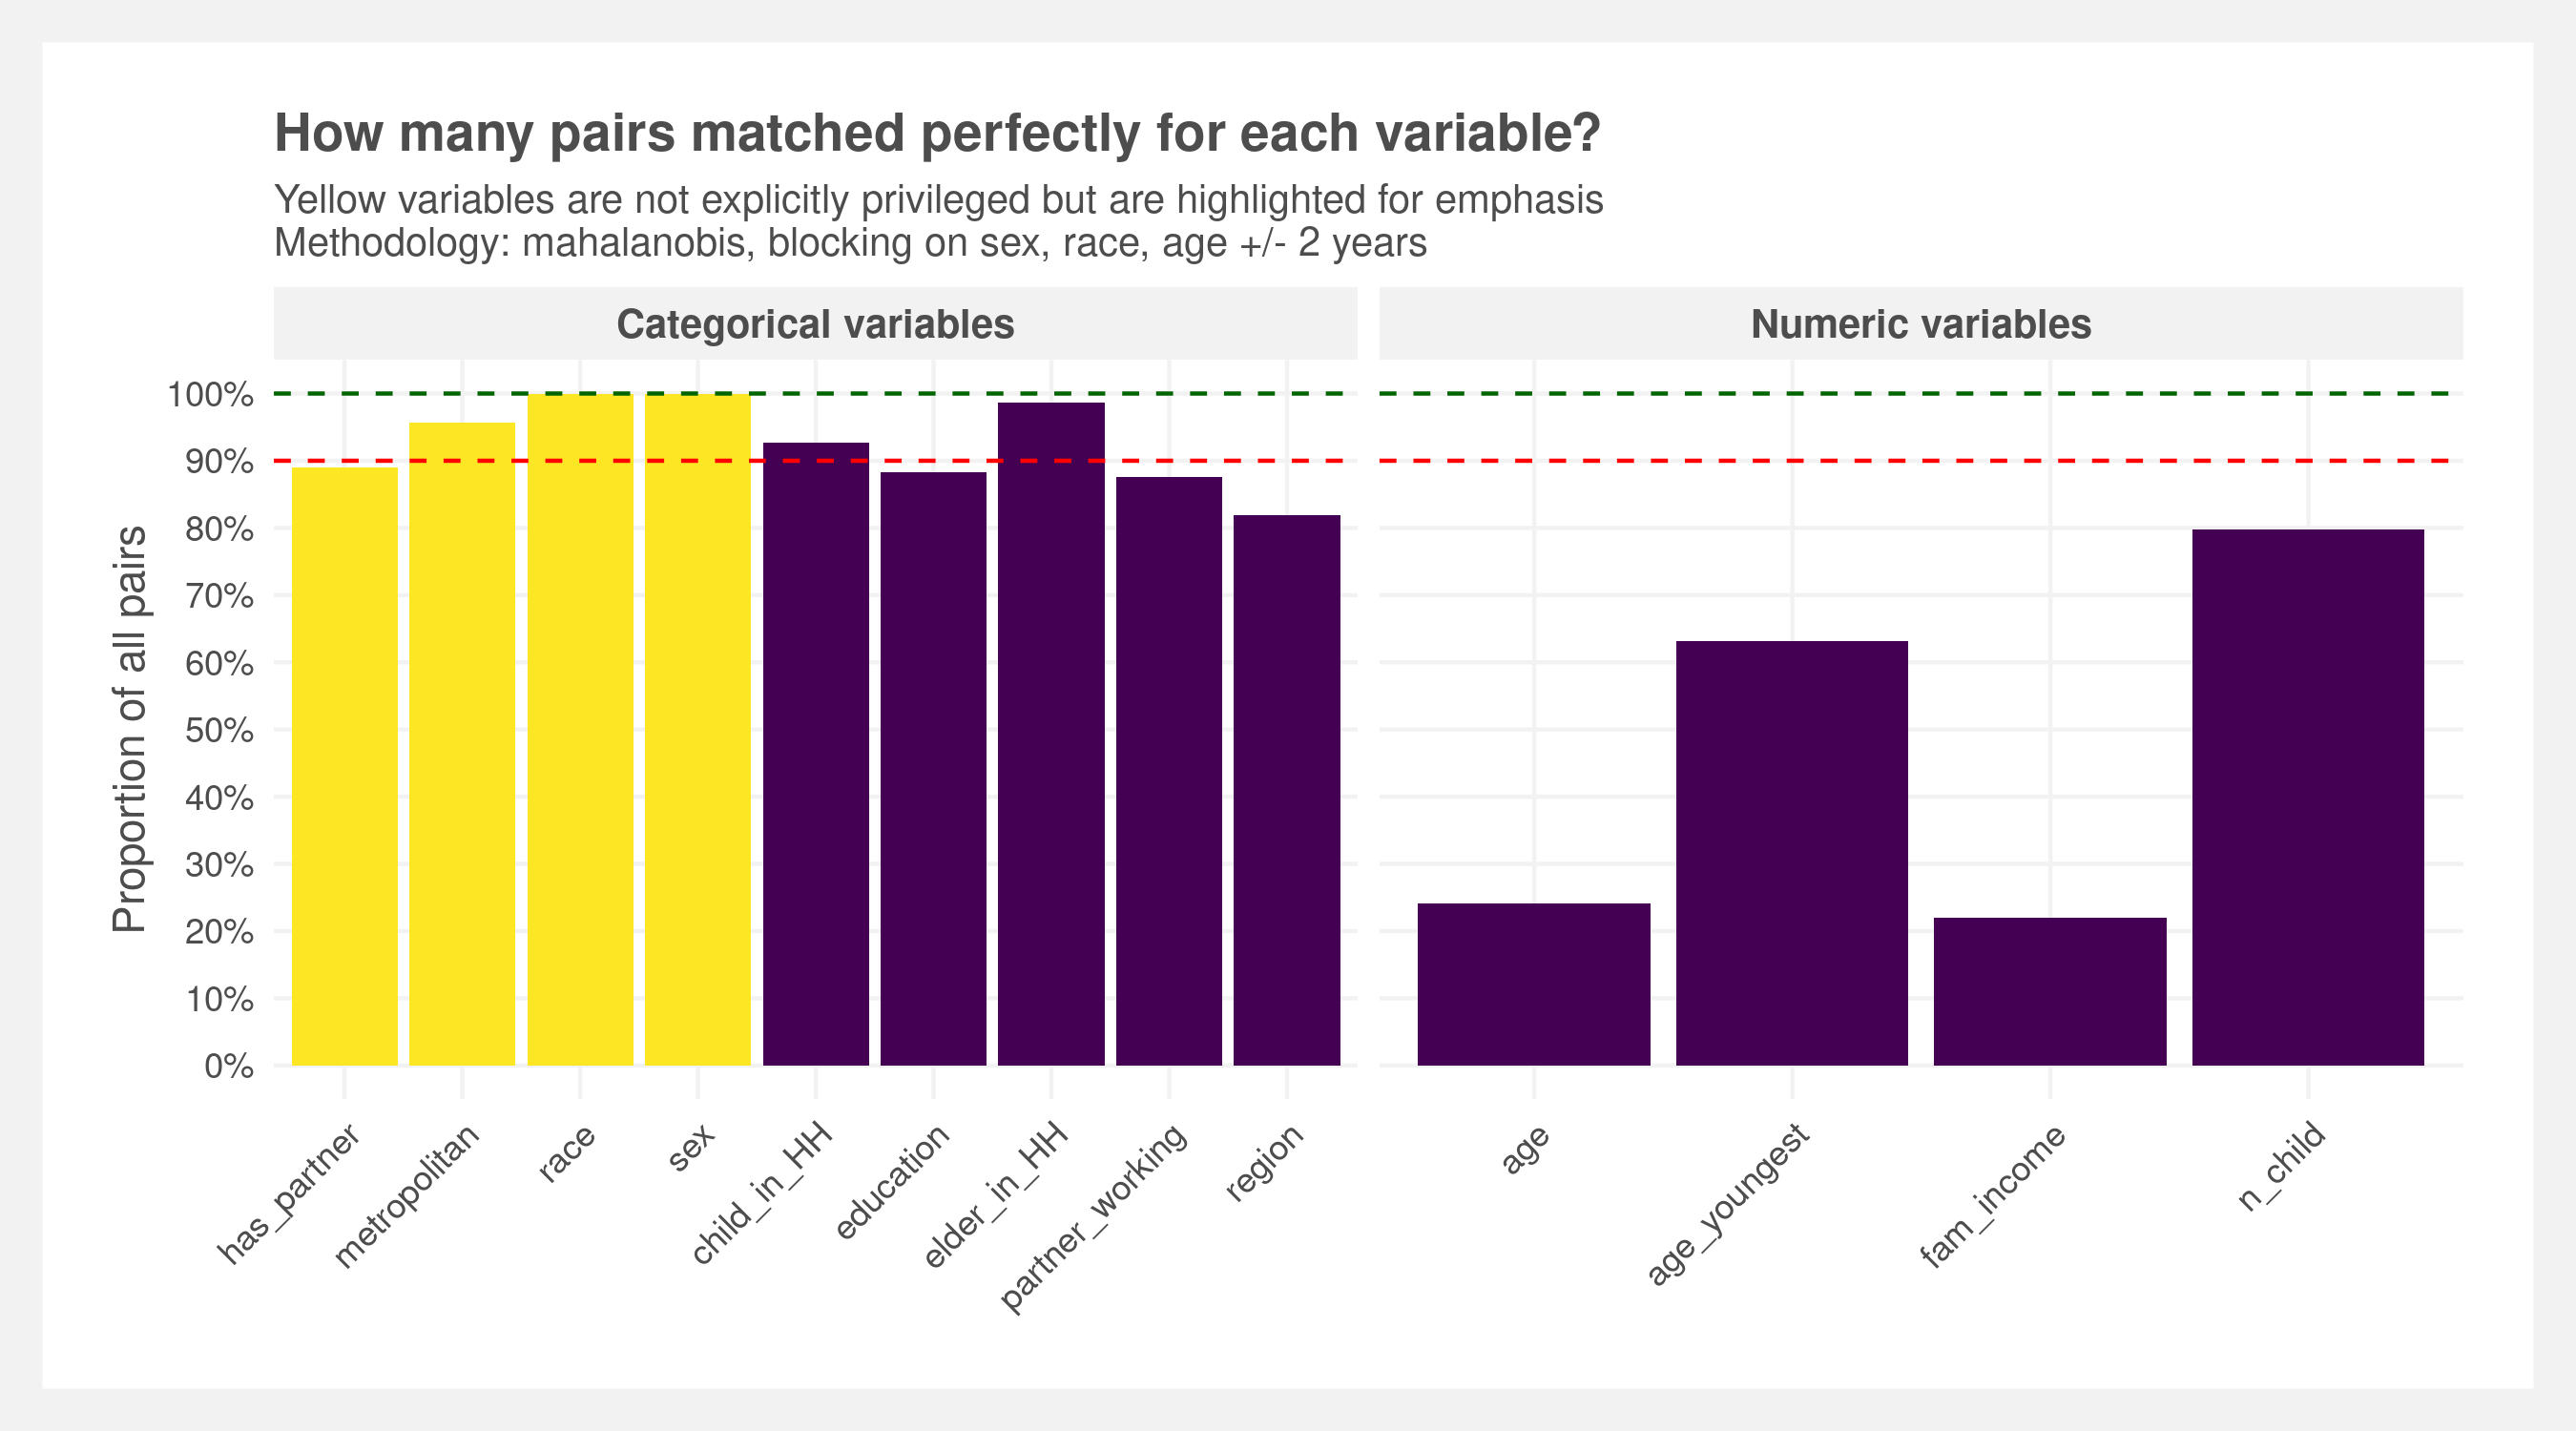 How many pairs matched perfectly for each variable?
Yellow variables are not explicitly privileged but are highlighted for emphasis
Methodology: mahalanobis, blocking on sex, race, age +/- 2 years
Categorical variables
Numeric variables
Proportion of all pairs
100%
90%
80%
70%
60%
50%
40%
30%
20%
10%
0%
has_partner
metropolitan
race
sex
child_in_HH
education
elder_in_HH
partner_working
region
age
age_youngest
fam_income
n_child